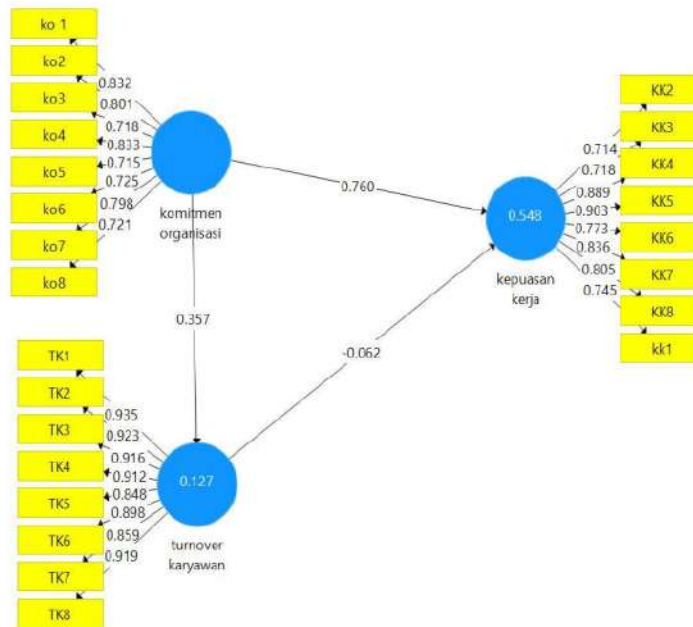 ko 1
ko2
ko3
ko4
ko5
ko6
ko7
ko8
0.832
0.801
0.718
0.833
0.715
0.725
0.798
0.721
komitmen
organisasi
0.760
0.357
-0.062
TK1
TK2
TK3
TK4
TK5
TK6
TK7
TK8
0.935
0.923
0.916
0.912
0.848
0.898
0.859
0.919
0.127
turnover
karyawan
0.548
kepuasan
kerja
0.714
0.718
0.889
0.903
0.773
0.836
0.805
0.745
KK2
KK3
KK4
KK5
KK6
KK7
KK8
kk1